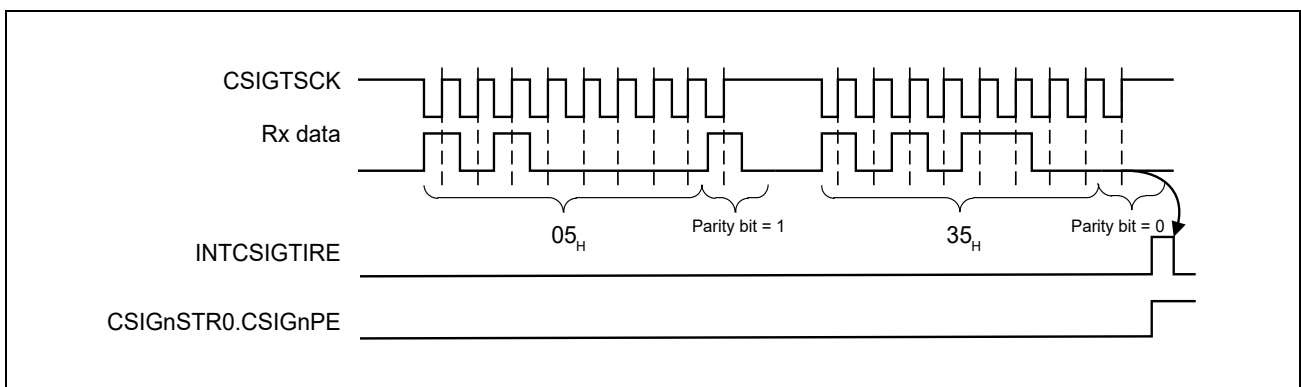 CSIGTSCK
Rx data
05H
Parity bit = 1
35H
Parity bit = 0
INTCSIGTIRE
CSIGnSTR0.CSIGnPE